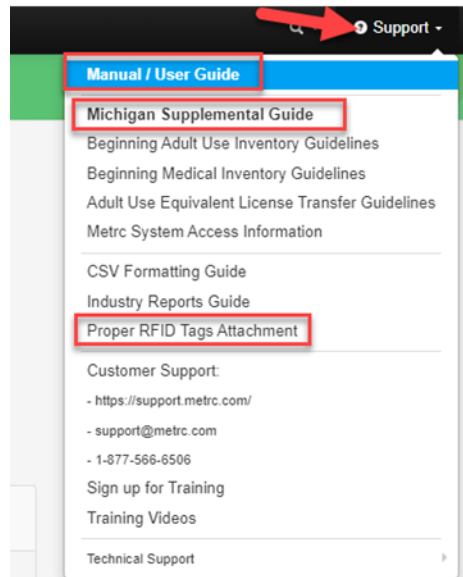 Support
Manual / User Guide
Michigan Supplemental Guide
Beginning Adult Use Inventory Guidelines
Beginning Medical Inventory Guidelines
Adult Use Equivalent License Transfer Guidelines
Metrc System Access Information
CSV Formatting Guide
Industry Reports Guide
Proper RFID Tags Attachment
Customer Support:
- https://support.metrc.com/
- support@metrc.com
- 1-877-566-6506
Sign up for Training
Training Videos
Technical Support